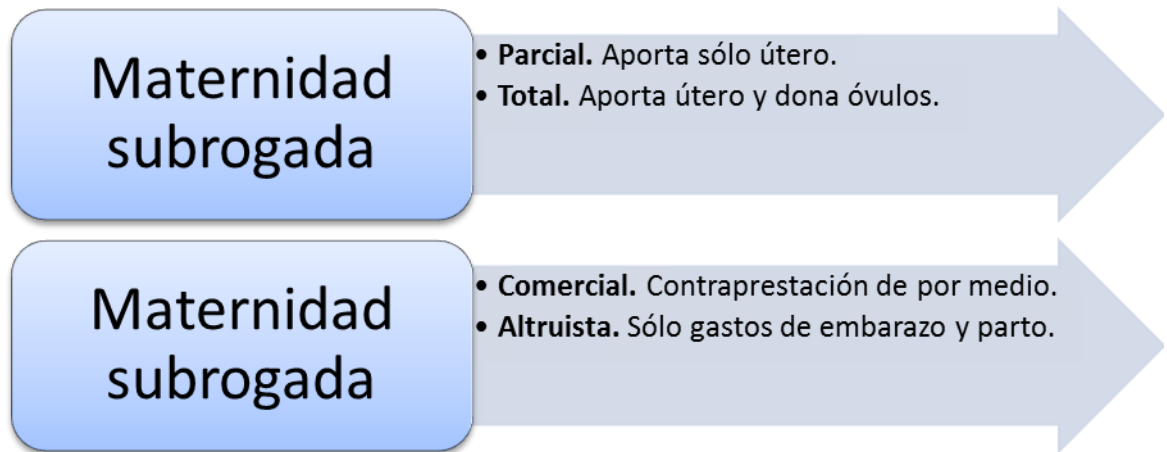 Maternidad
subrogada
• Parcial. Aporta sólo útero.
• Total. Aporta útero y dona óvulos.
Maternidad
subrogada
• Comercial. Contraprestación de por medio.
• Altruista. Sólo gastos de embarazo y parto.